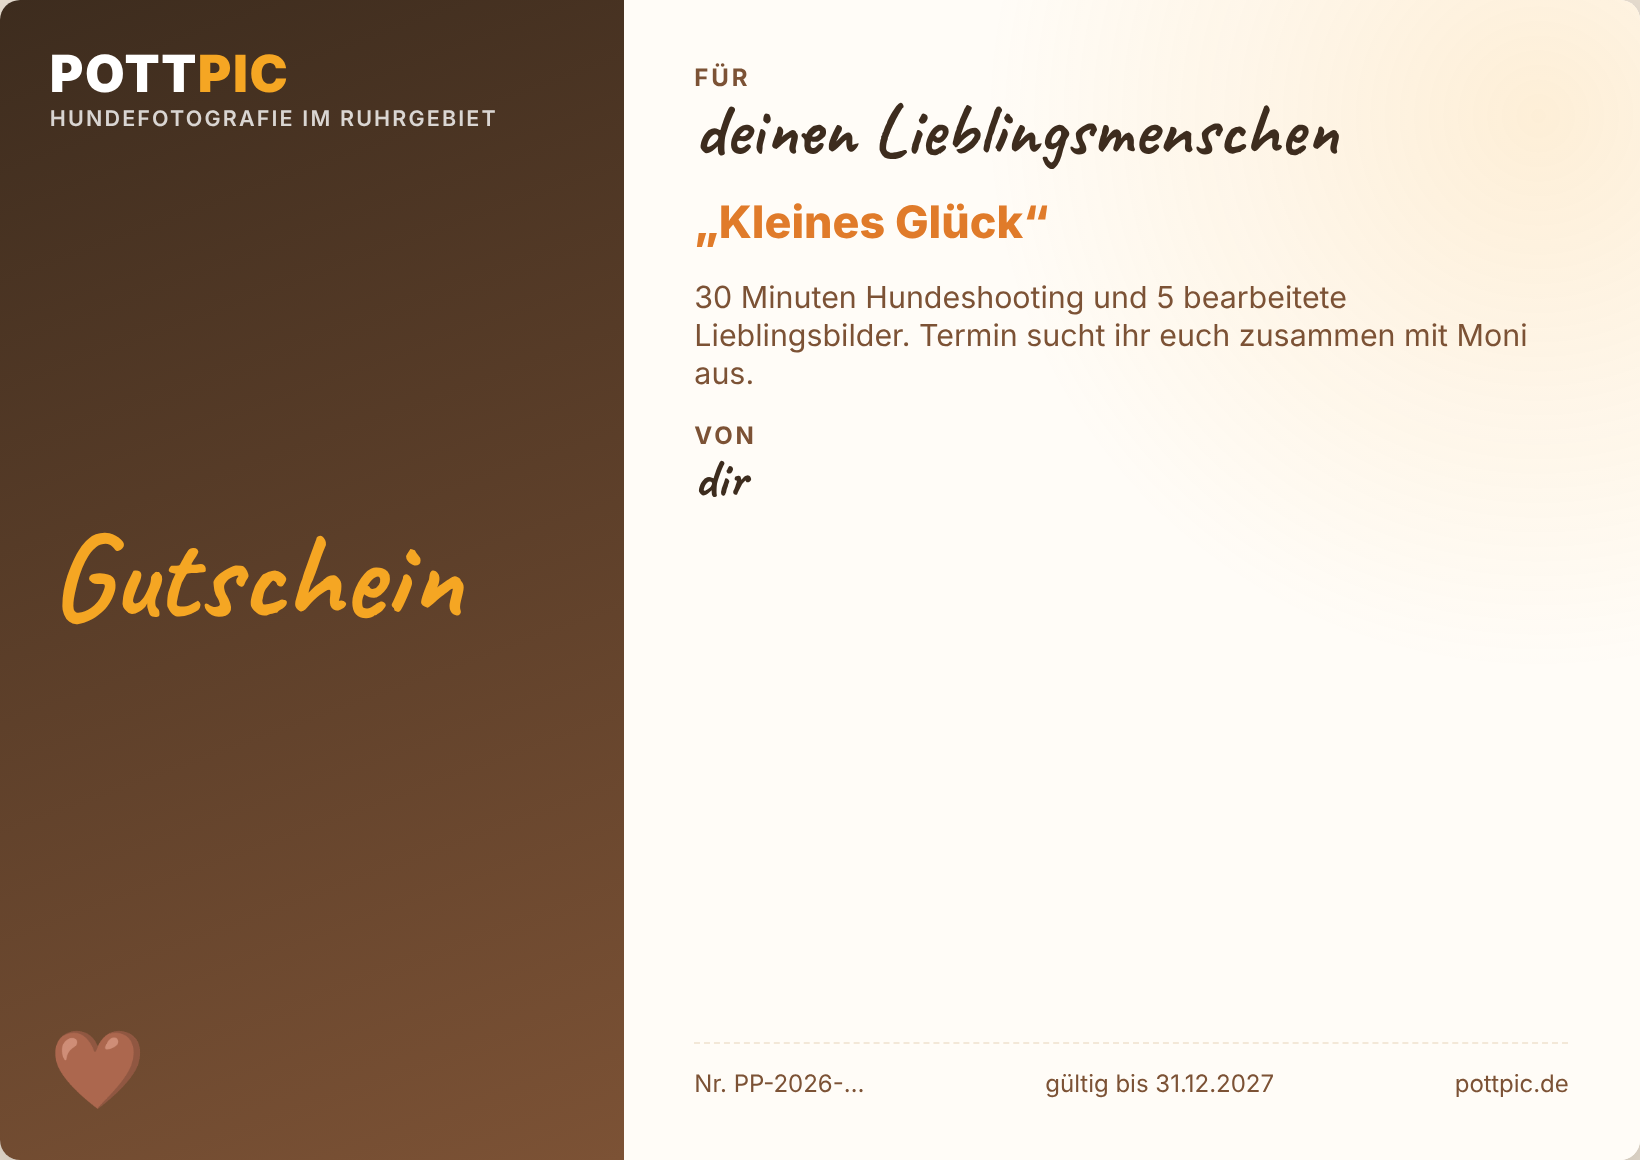 POTTPIC
HUNDEFOTOGRAFIE IM RUHRGEBIET
Gutschein
FÜR
deinen Lieblingsmenschen
„Kleines Glück“
30 Minuten Hundeshooting und 5 bearbeitete
Lieblingsbilder. Termin sucht ihr euch zusammen mit Moni
aus.
VON
dir
Nr. PP-2026-... gültig bis 31.12.2027 pottpic.de